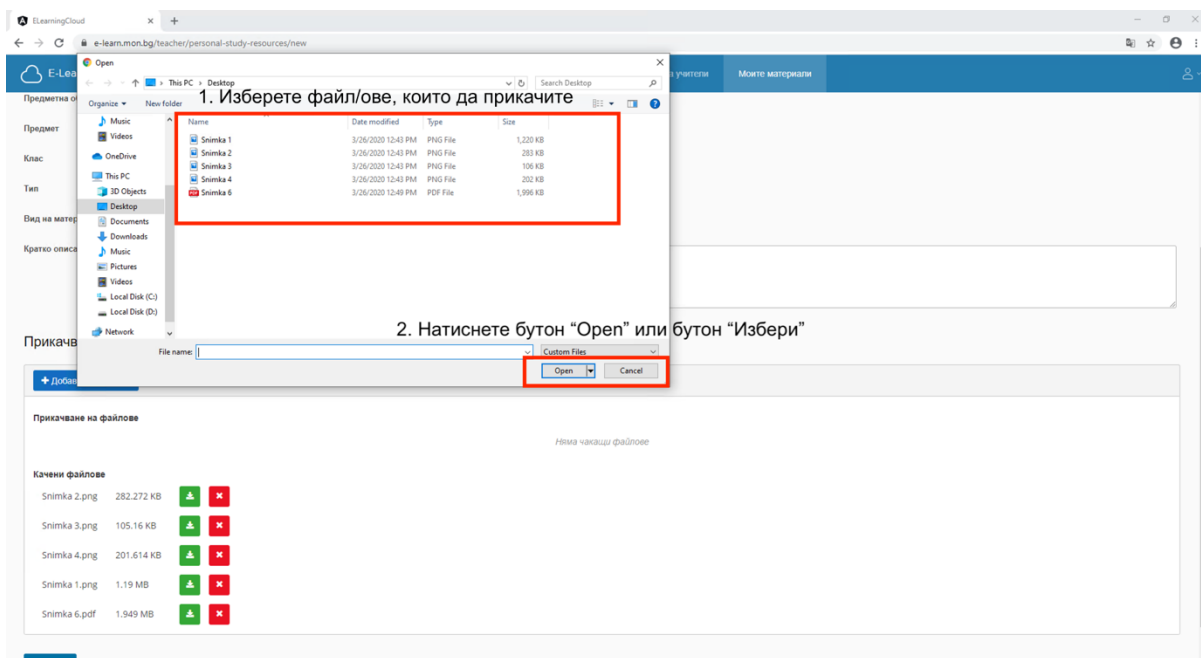 ELearningCloud
e-learn.mon.bg/teacher/personal-study-resources/new
Open
E-Lea
учители
Моите материали
This PC > Desktop
Search Desktop
Organize
New folder
1. Изберете файл/ове, които да прикачите
Предметна о
Предмет
Клас
Тип
Вид на матер
Кратко описа
Music
Videos
OneDrive
This PC
3D Objects
Desktop
Documents
Downloads
Music
Pictures
Videos
Local Disk (C:)
Local Disk (D:)
Network
Name Date modified Type Size
Snimka 1 3/26/2020 12:43 PM PNG File 1,220 KB
Snimka 2 3/26/2020 12:43 PM PNG File 283 KB
Snimka 3 3/26/2020 12:43 PM PNG File 106 KB
Snimka 4 3/26/2020 12:43 PM PNG File 202 KB
Snimka 6 3/26/2020 12:49 PM PDF File 1,996 KB
2. Натиснете бутон “Open” или бутон “Избери”
File name:
Custom Files
Open
Cancel
Прикачв
+ Добав
Прикачване на файлове
Няма чакащи файлове
Качени файлове
Snimka 2.png 282.272 KB
Snimka 3.png 105.16 KB
Snimka 4.png 201.614 KB
Snimka 1.png 1.19 MB
Snimka 6.pdf 1.949 MB